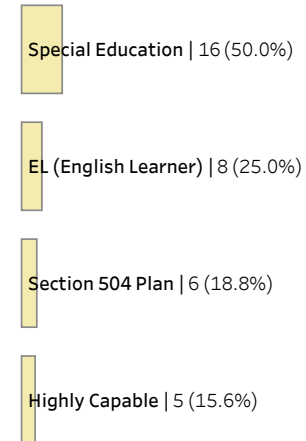 Special Education | 16 (50.0%)
EL (English Learner) | 8 (25.0%)
Section 504 Plan | 6 (18.8%)
Highly Capable | 5 (15.6%)